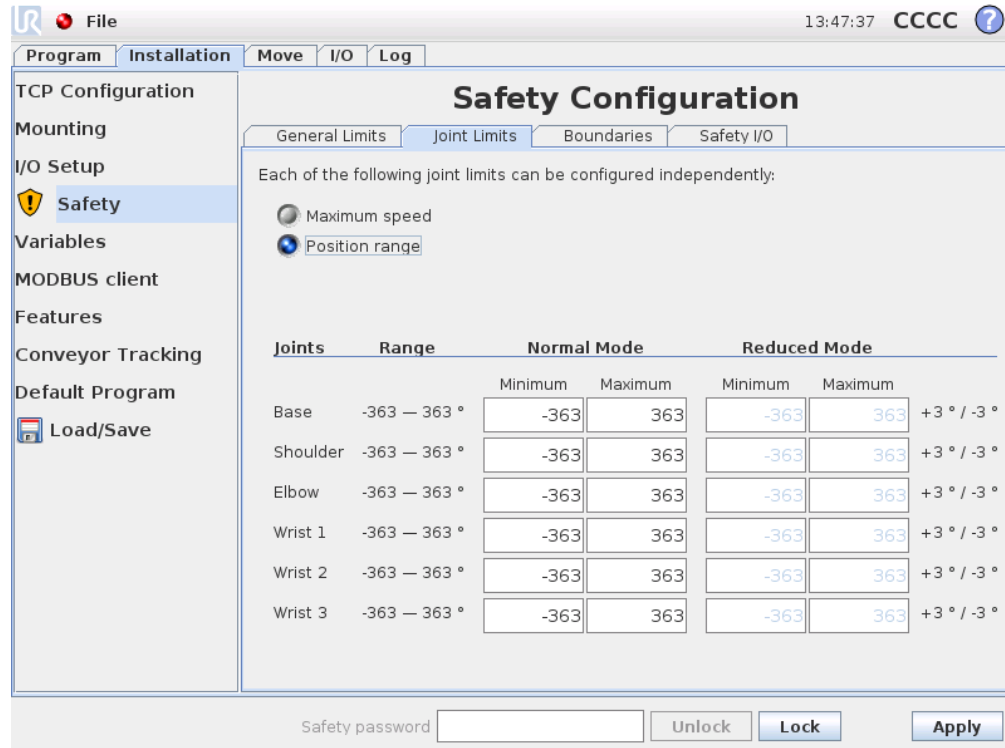 UR File 13:47:37 CCCC ?
Program Installation Move I/O Log
TCP Configuration
Mounting
I/O Setup
Safety
Variables
MODBUS client
Features
Conveyor Tracking
Default Program
Load/Save
Safety Configuration
General Limits Joint Limits Boundaries Safety I/O
Each of the following joint limits can be configured independently:
Maximum speed
Position range
Joints Range Normal Mode Reduced Mode
Minimum Maximum Minimum Maximum
Base -363 — 363 ° -363 363 -363 363 +3 ° / -3 °
Shoulder -363 — 363 ° -363 363 -363 363 +3 ° / -3 °
Elbow -363 — 363 ° -363 363 -363 363 +3 ° / -3 °
Wrist 1 -363 — 363 ° -363 363 -363 363 +3 ° / -3 °
Wrist 2 -363 — 363 ° -363 363 -363 363 +3 ° / -3 °
Wrist 3 -363 — 363 ° -363 363 -363 363 +3 ° / -3 °
Safety password Unlock Lock Apply